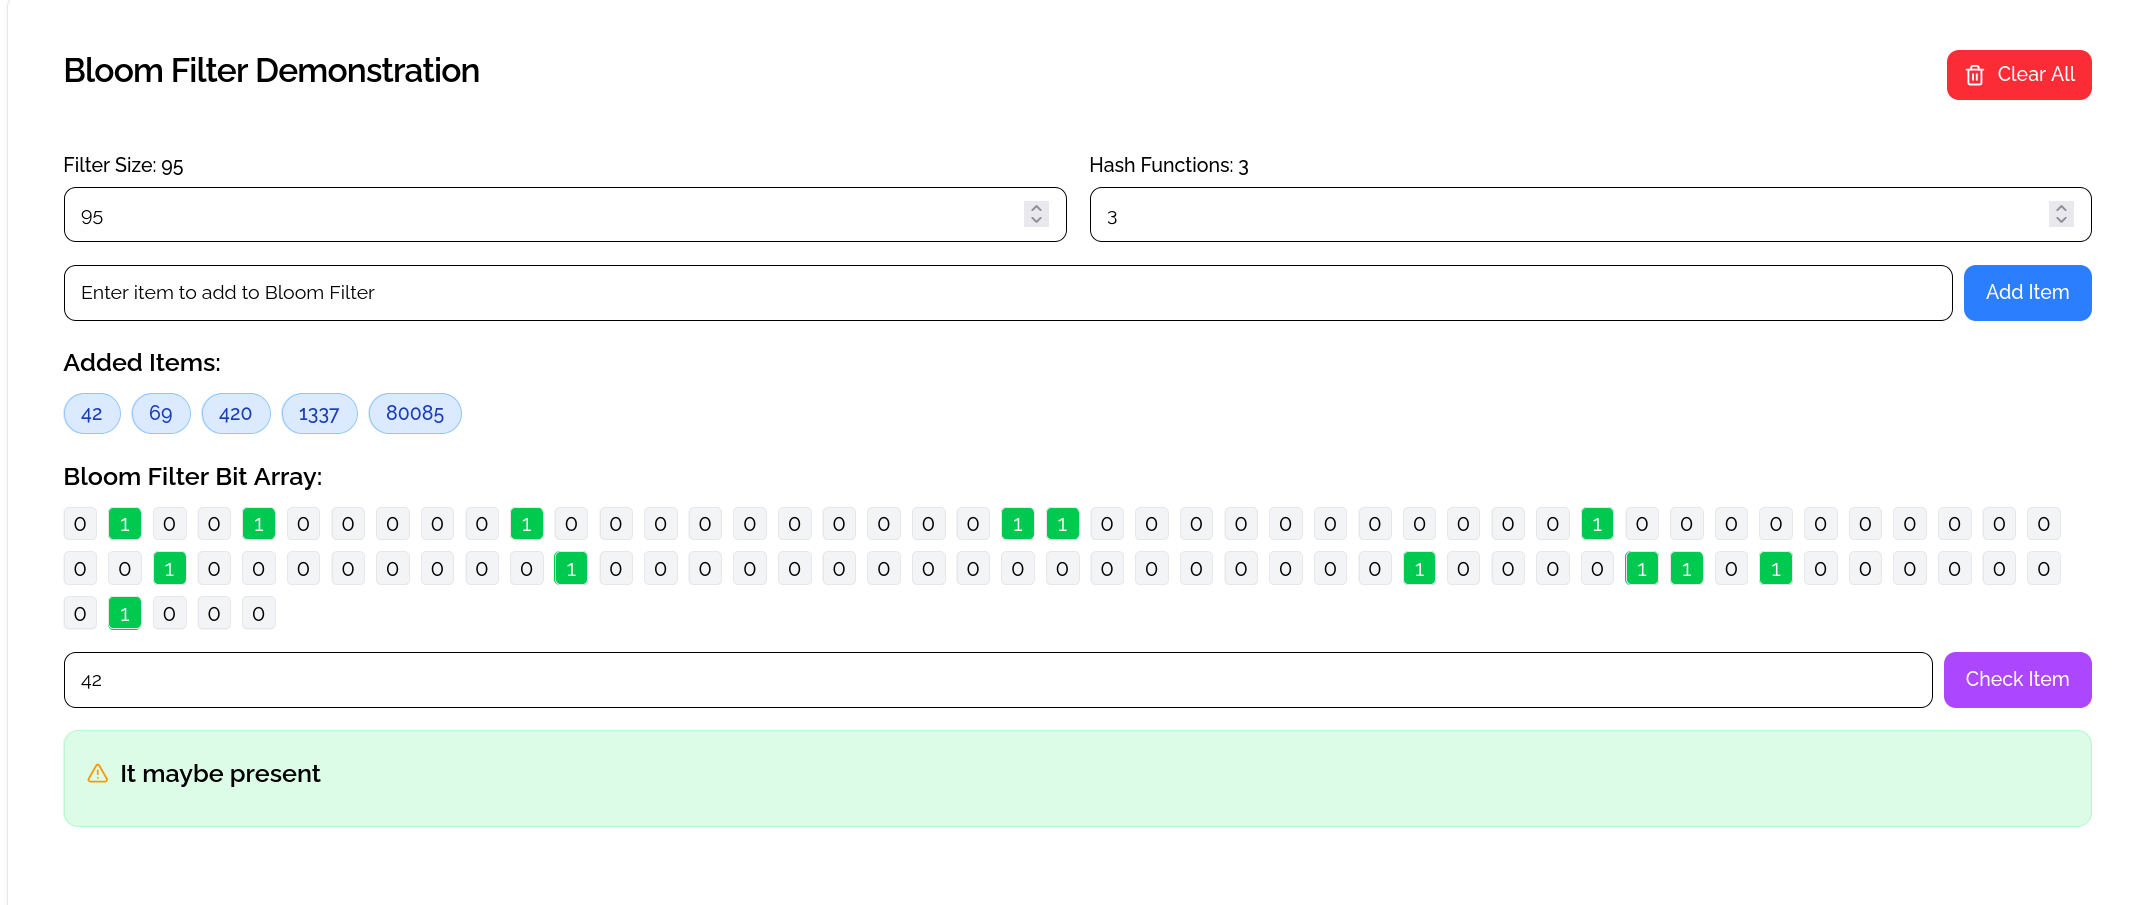 Bloom Filter Demonstration
Clear All
Filter Size: 95
Hash Functions: 3
95
3
Enter item to add to Bloom Filter
Add Item
Added Items:
42 69 420 1337 80085
Bloom Filter Bit Array:
0 1 0 0 1 0 0 0 0 0 1 0 0 0 0 0 0 0 0 0 0 1 1 0 0 0 0 0 0 0 0 0 0 0 1 0 0 0 0 0 0 0 0 0 0
0 0 1 0 0 0 0 0 0 0 0 1 0 0 0 0 0 0 0 0 0 0 0 0 0 0 0 0 0 0 1 0 0 0 0 1 1 0 1 0 0 0 0 0 0
0 1 0 0 0
42
Check Item
It maybe present